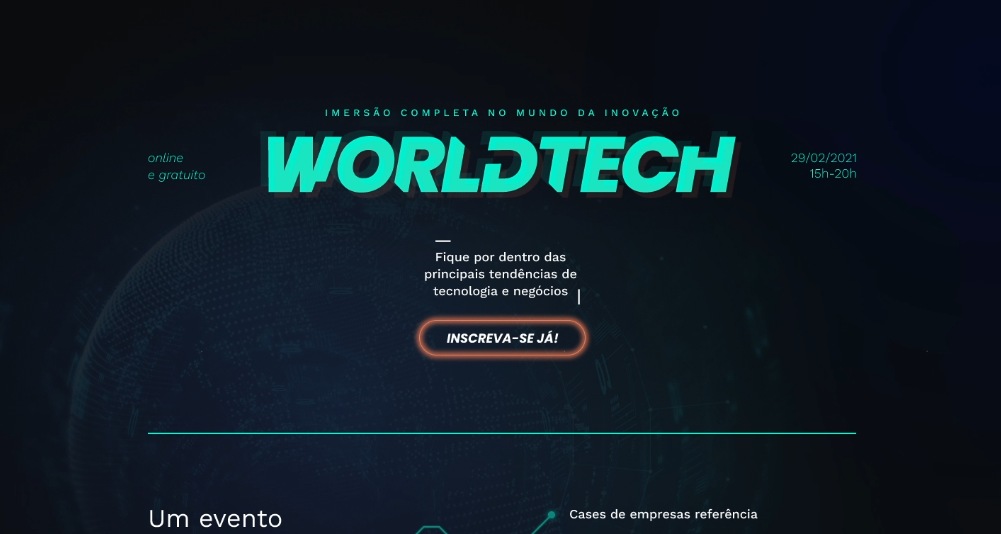 IMERSÃO COMPLETA NO MUNDO DA INOVAÇÃO
WORLDTECH
online
e gratuito
29/02/2021
15h-20h
Fique por dentro das
principais tendências de
tecnologia e negócios
INSCREVA-SE JÁ!
Um evento
Cases de empresas referência